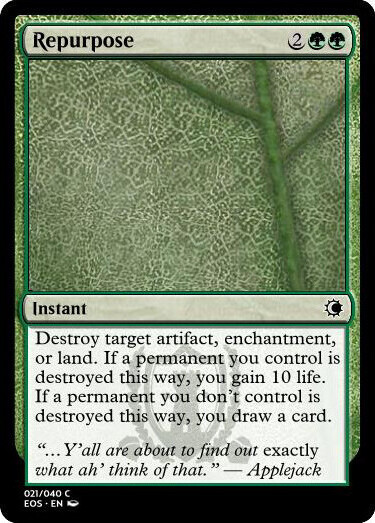 Repurpose 2
Instant
Destroy target artifact, enchantment,
or land. If a permanent you control is
destroyed this way, you gain 10 life.
If a permanent you don't control is
destroyed this way, you draw a card.
“…Y'all are about to find out exactly
what ah' think of that.” — Applejack
021/040 C
EOS · EN